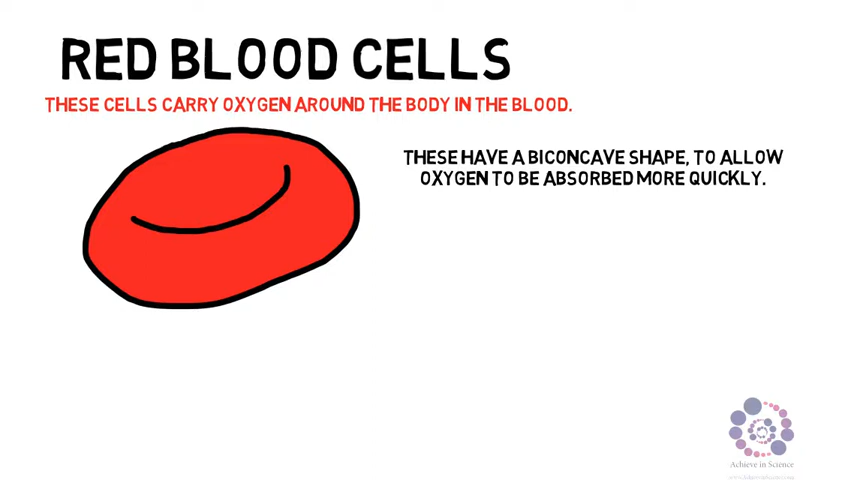 RED BLOOD CELLS
THESE CELLS CARRY OXYGEN AROUND THE BODY IN THE BLOOD.
THESE HAVE A BICONCAVE SHAPE, TO ALLOW
OXYGEN TO BE ABSORBED MORE QUICKLY.
Achieve in Science